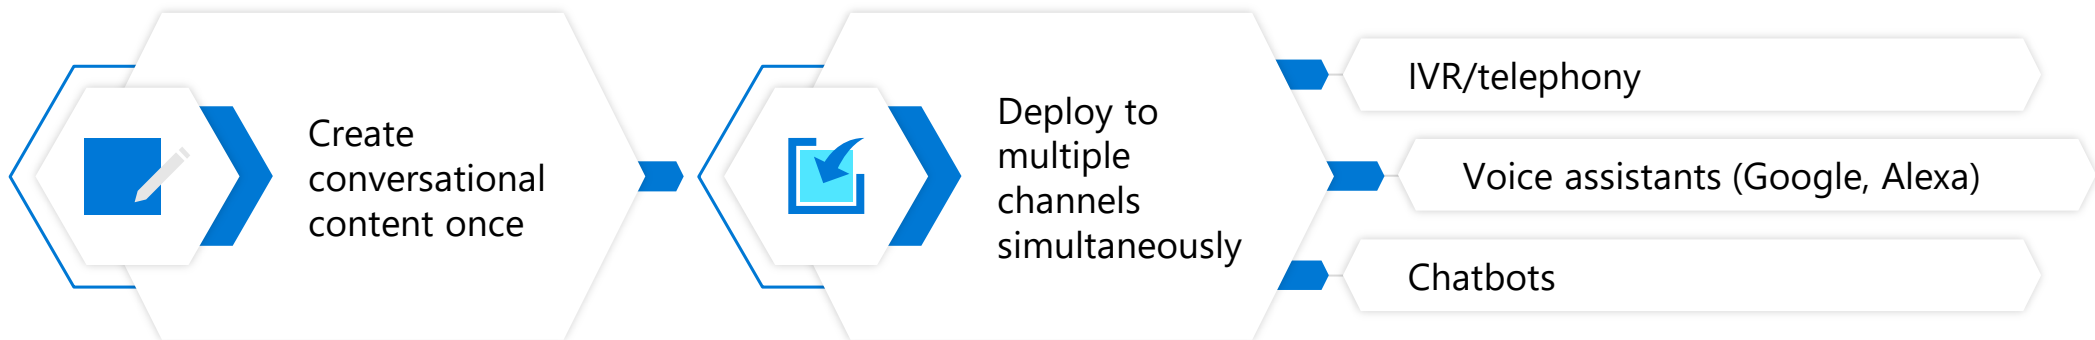 Create
conversational
content once
Deploy to
multiple
channels
simultaneously
IVR/telephony
Voice assistants (Google, Alexa)
Chatbots